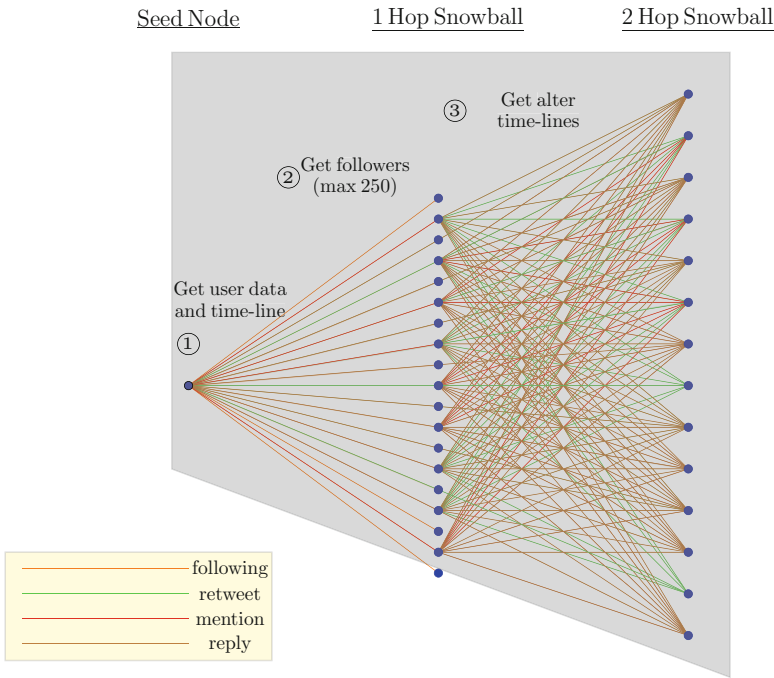 Seed Node
1 Hop Snowball
2 Hop Snowball
3
Get alter
time-lines
2
Get followers
(max 250)
Get user data
and time-line
1
following
retweet
mention
reply